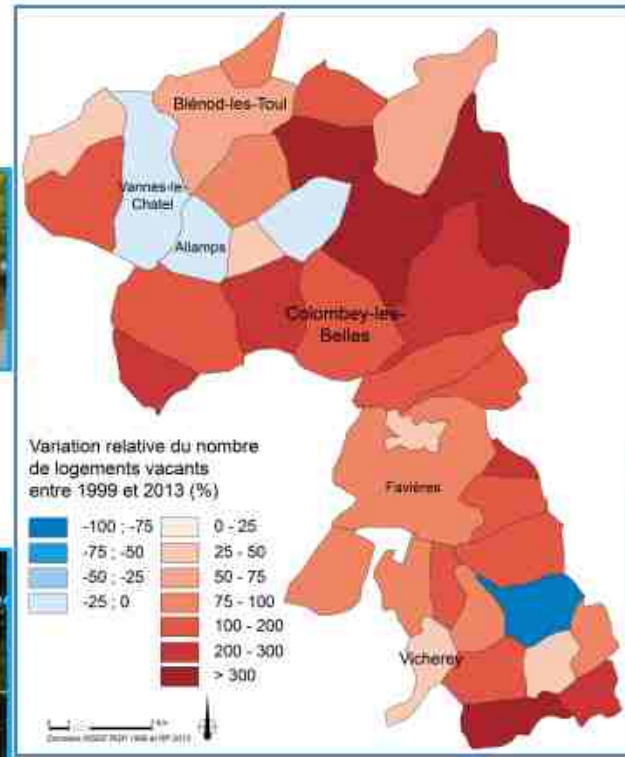 Blénod-les-Toul
Vannes-le-
Chatel
Allamps
Colombey-les-
Belles
Variation relative du nombre
de logements vacants
entre 1999 et 2013 (%)
Favières
-100 ; -75
-75 ; -50
-50 ; -25
-25 ; 0
0 - 25
25 - 50
50 - 75
75 - 100
100 - 200
200 - 300
> 300
Vicherey